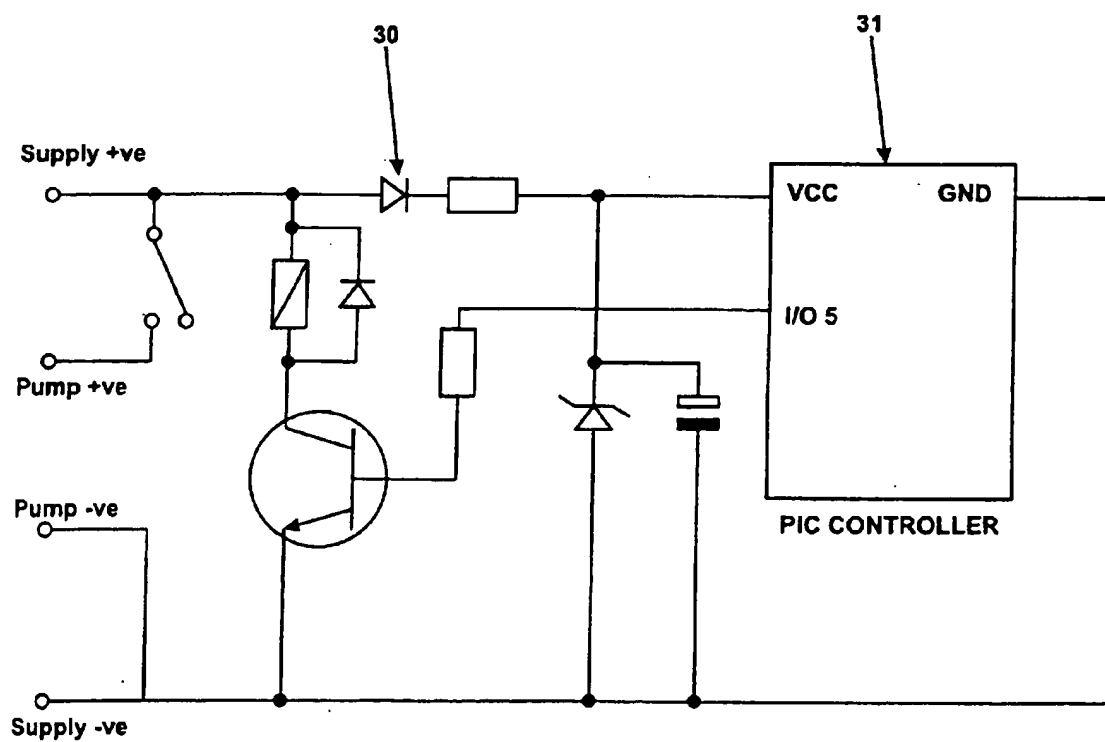 30
31
Supply +ve
VCC
GND
I/O 5
Pump +ve
Pump -ve
PIC CONTROLLER
Supply -ve